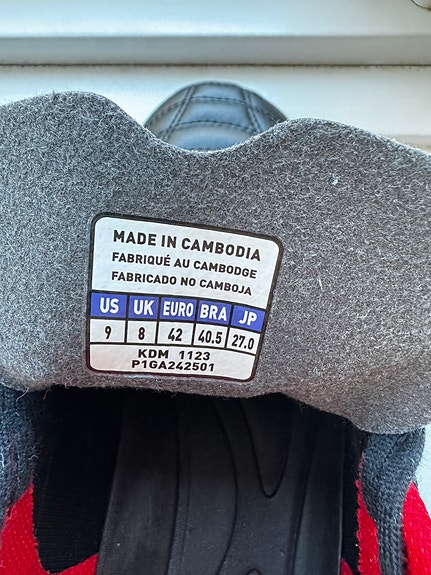 MADE IN CAMBODIA
FABRIQUÉ AU CAMBODGE
FABRICADO NO CAMBOJA
US UK EURO BRA JP
9 8 42 40.5 27.0
KDM 1123
P1GA242501